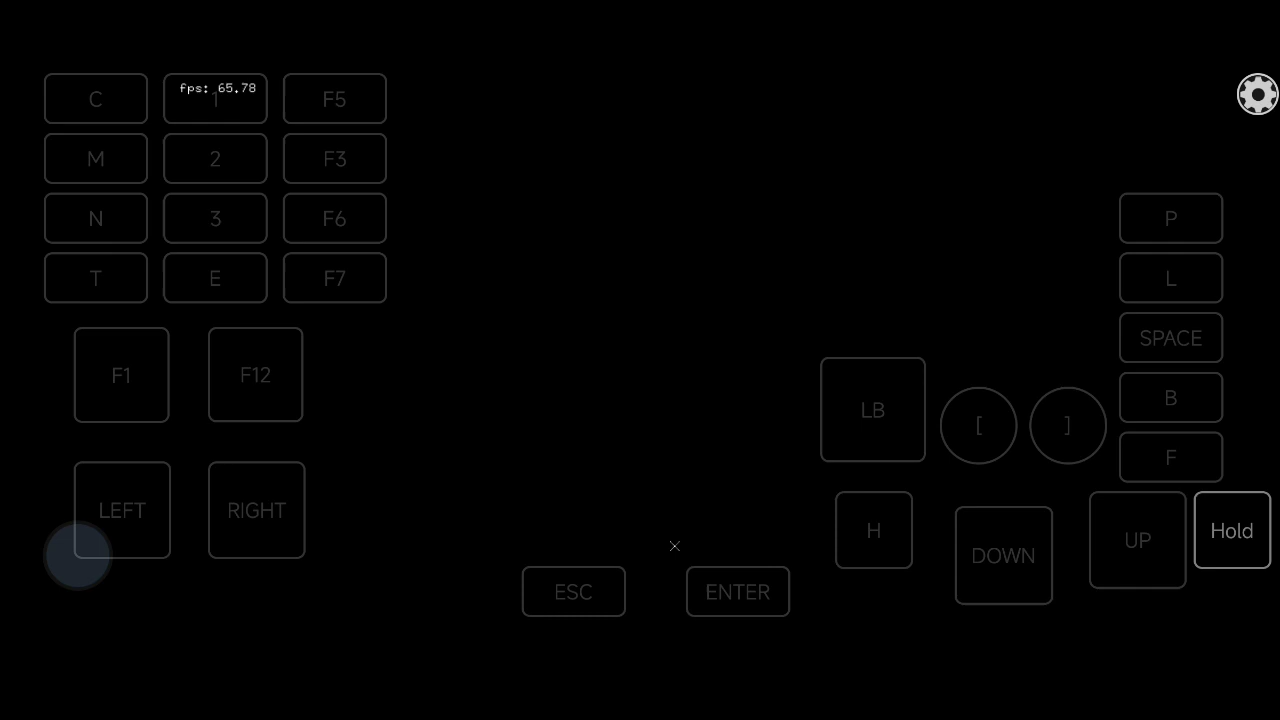 fps: 65.78
C 1 F5
M 2 F3
N 3 F6 P
T E F7 L
SPACE
F1 F12
B
LB [ ]
F
LEFT RIGHT H UP Hold
DOWN
ESC ENTER